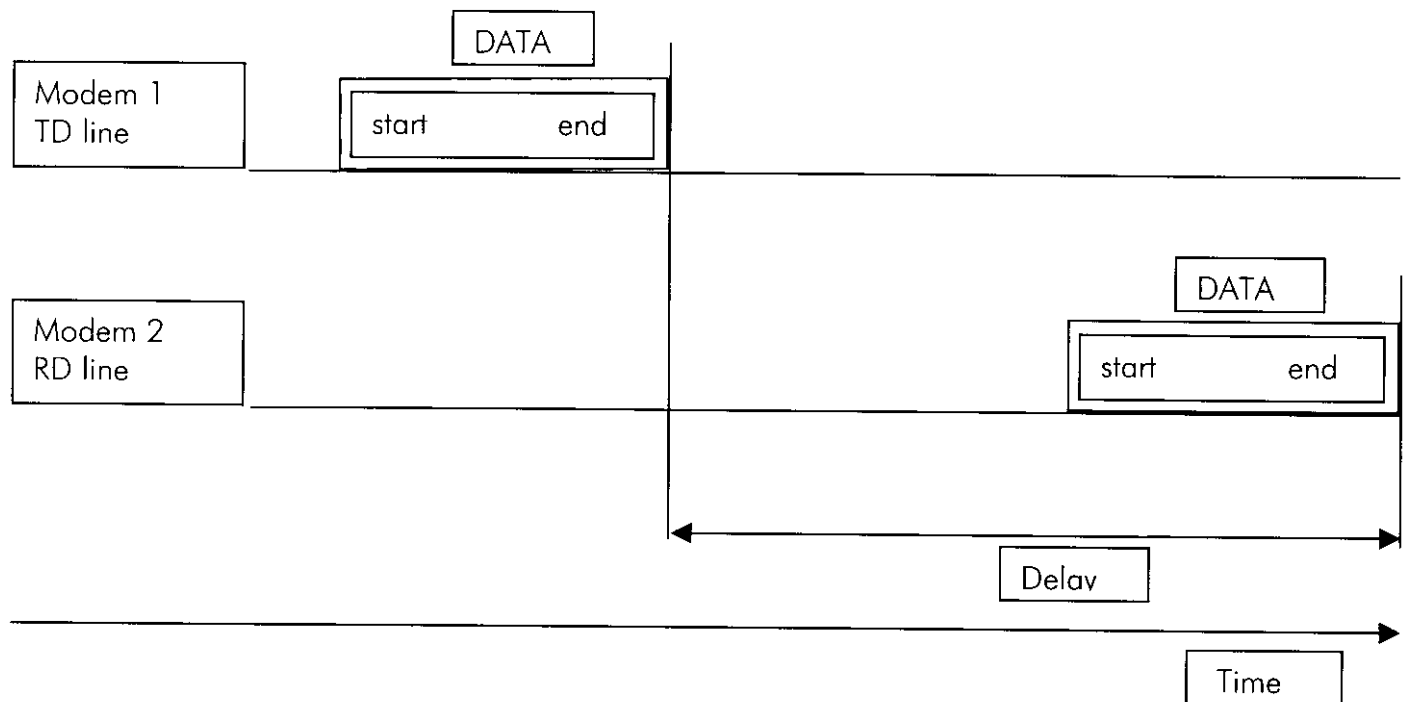 DATA
Modem 1
TD line
start end
DATA
Modem 2
RD line
start end
Delay
Time